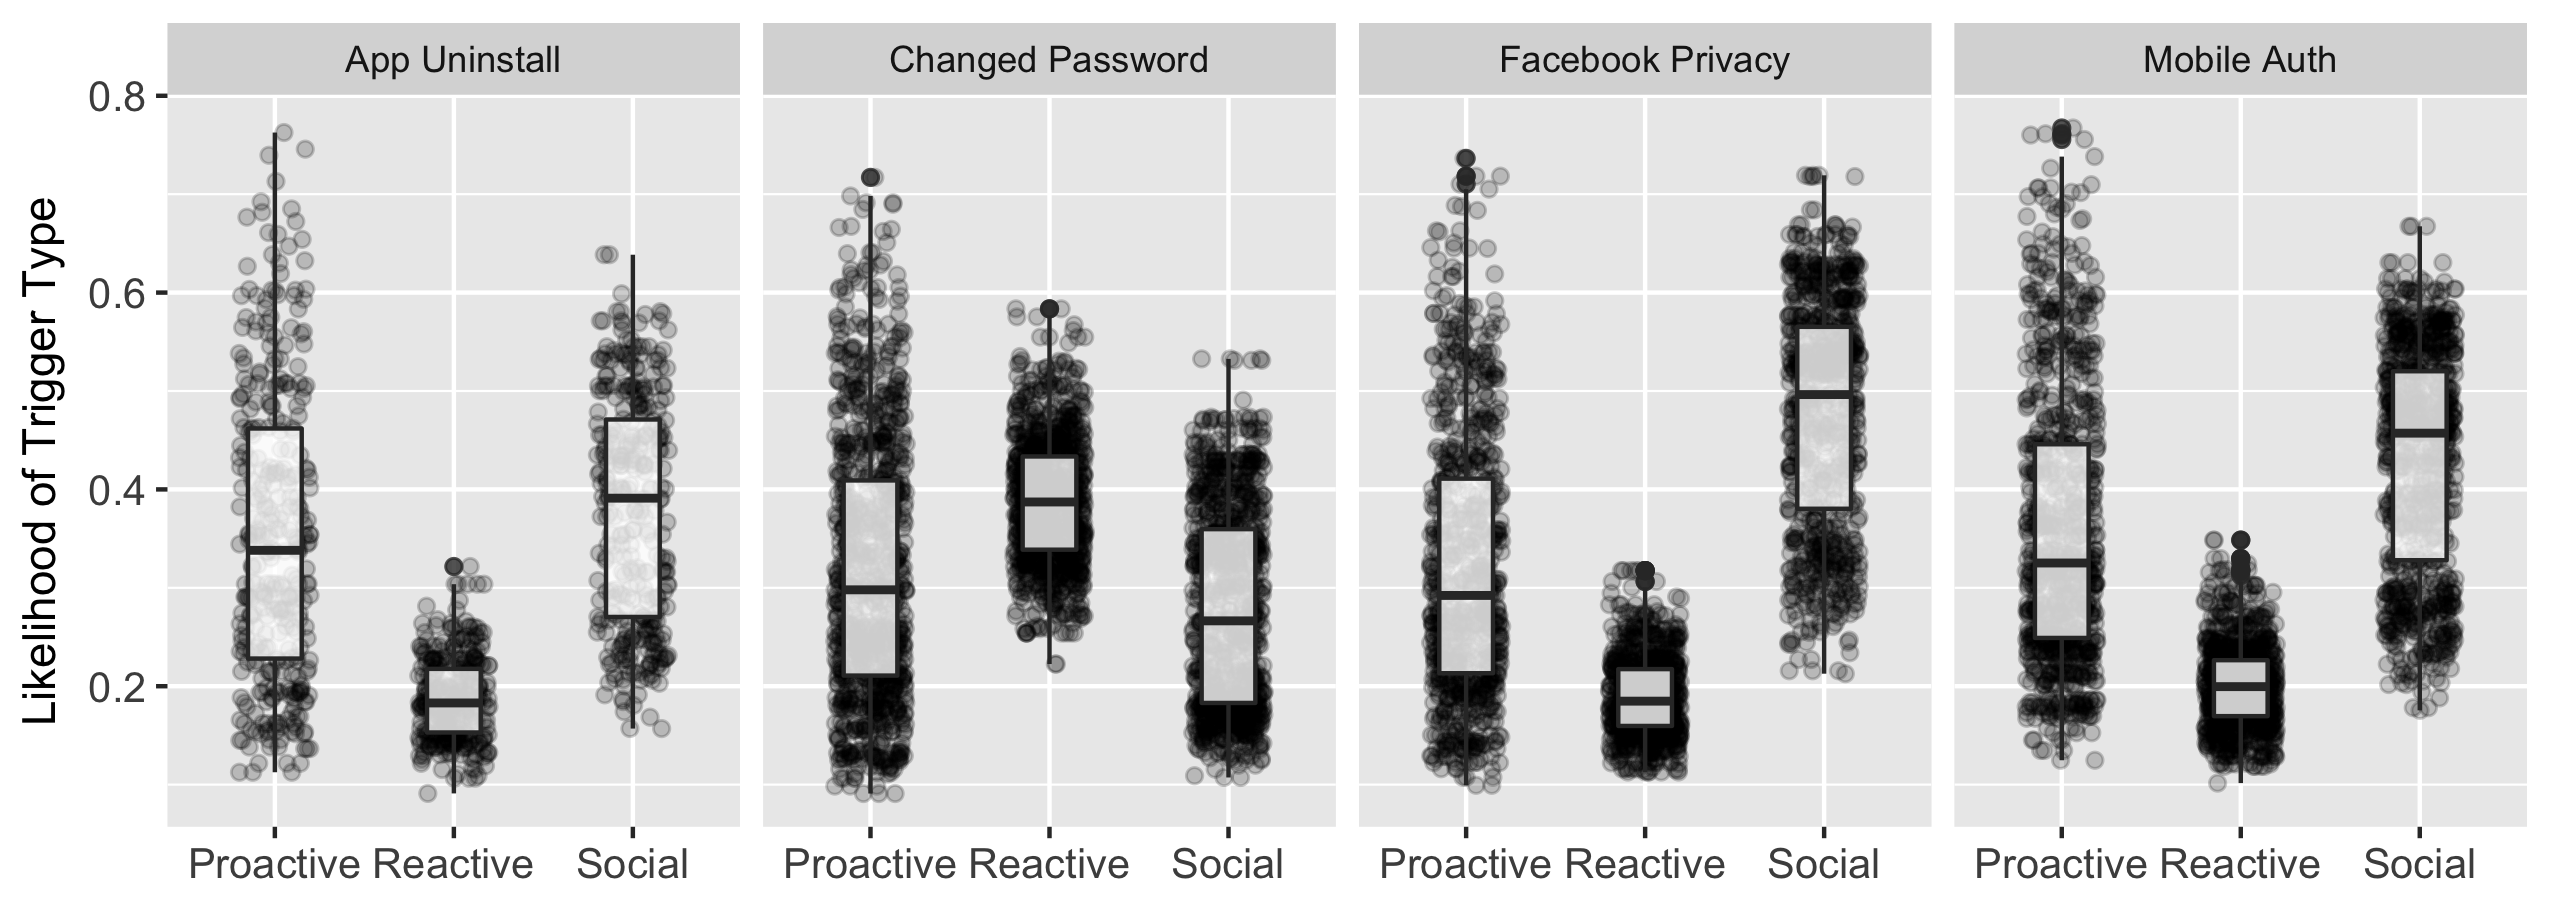 App Uninstall Changed Password Facebook Privacy Mobile Auth
Likelihood of Trigger Type
0.8
0.6
0.4
0.2
Proactive Reactive Social Proactive Reactive Social Proactive Reactive Social Proactive Reactive Social